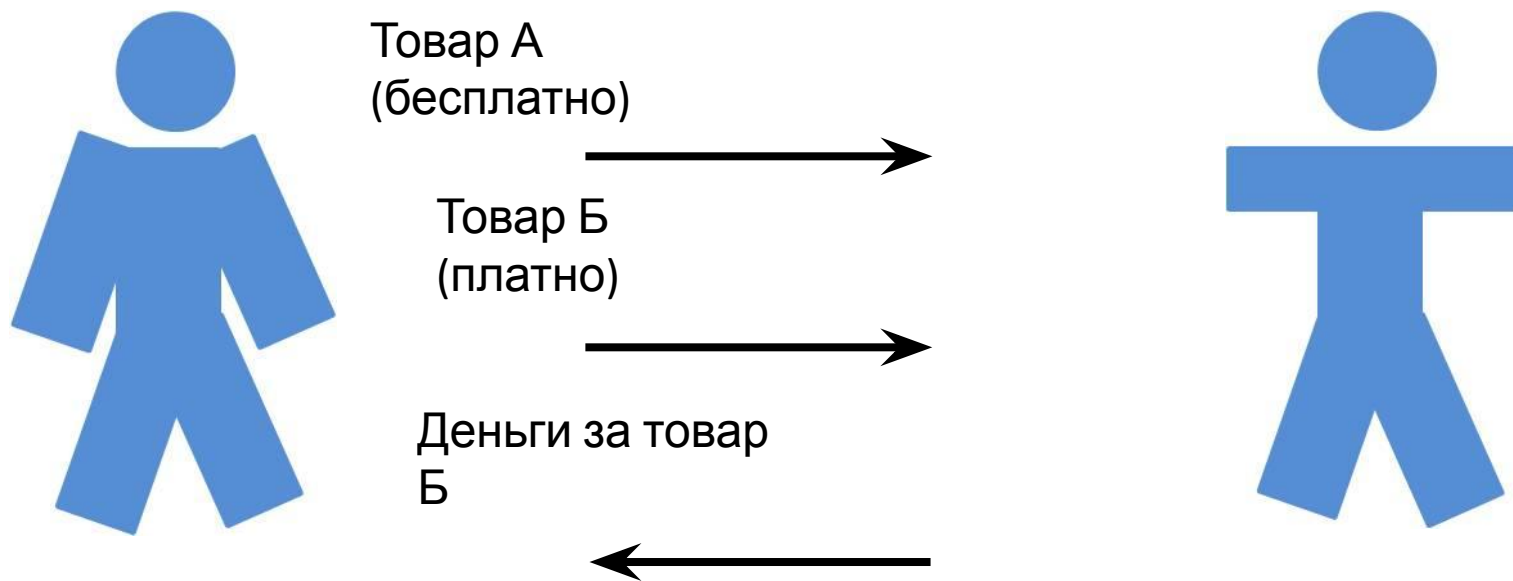 Товар А
(бесплатно)
Товар Б
(платно)
Деньги за товар
Б